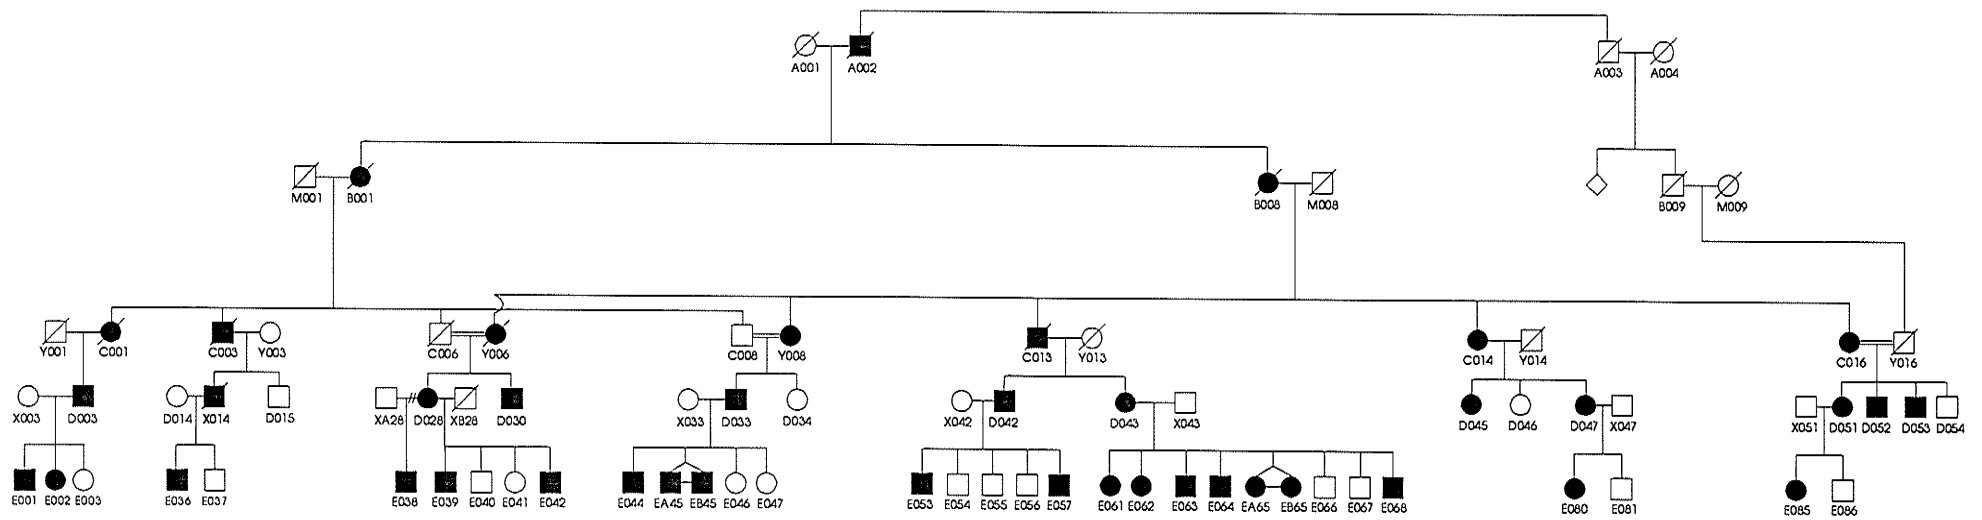 A001 A002 A003 A004
M001 B001 B008 M008 B009 M009
Y001 C001 C003 Y003 C006 Y006 C008 Y008 C013 Y013 C014 Y014 C016 Y016
X003 D003 D014 X014 D015 XA28 D028 XB28 D030 X033 D033 D034 X042 D042 D043 X043 D045 D046 D047 X047 X051 D051 D052 D053 D054
E001 E002 E003 E036 E037 E038 E039 E040 E041 E042 E044 EA45 EB45 E046 E047 E053 E054 E055 E056 E057 E061 E062 E063 E064 EA65 EB65 E066 E067 E068 E080 E081 E085 E086